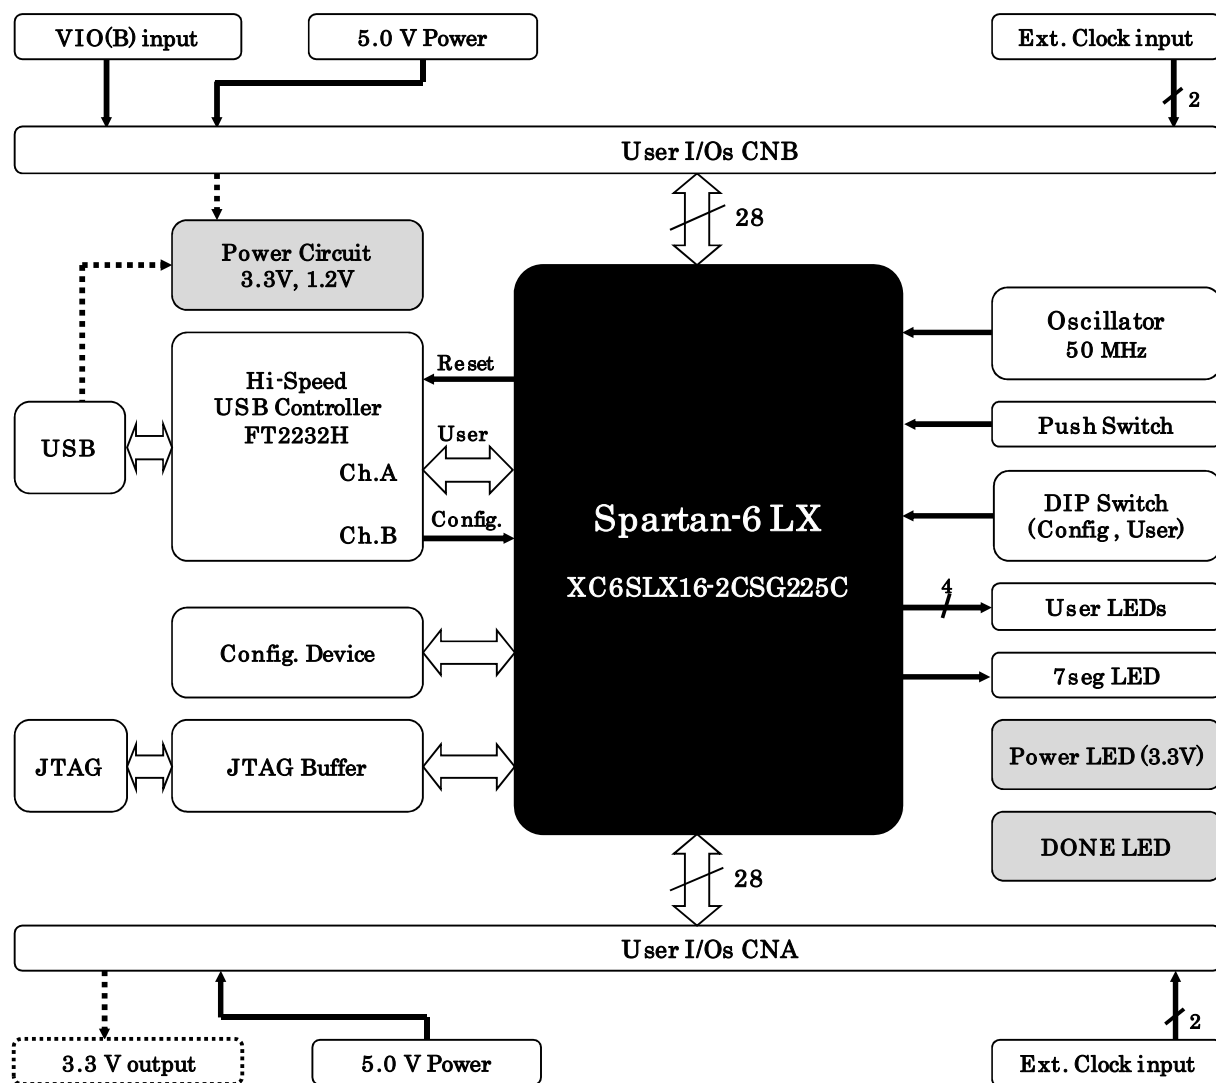 VIO(B) input
5.0 V Power
Ext. Clock input
2
User I/Os CNB
28
Power Circuit
3.3V, 1.2V
Oscillator
50 MHz
Reset
Hi-Speed
USB Controller
FT2232H
Ch.A
Ch.B
USB
User
Config.
Push Switch
DIP Switch
(Config , User)
Spartan-6 LX
XC6SLX16-2CSG225C
4
User LEDs
Config. Device
7seg LED
JTAG
JTAG Buffer
Power LED (3.3V)
DONE LED
28
User I/Os CNA
2
3.3 V output
5.0 V Power
Ext. Clock input